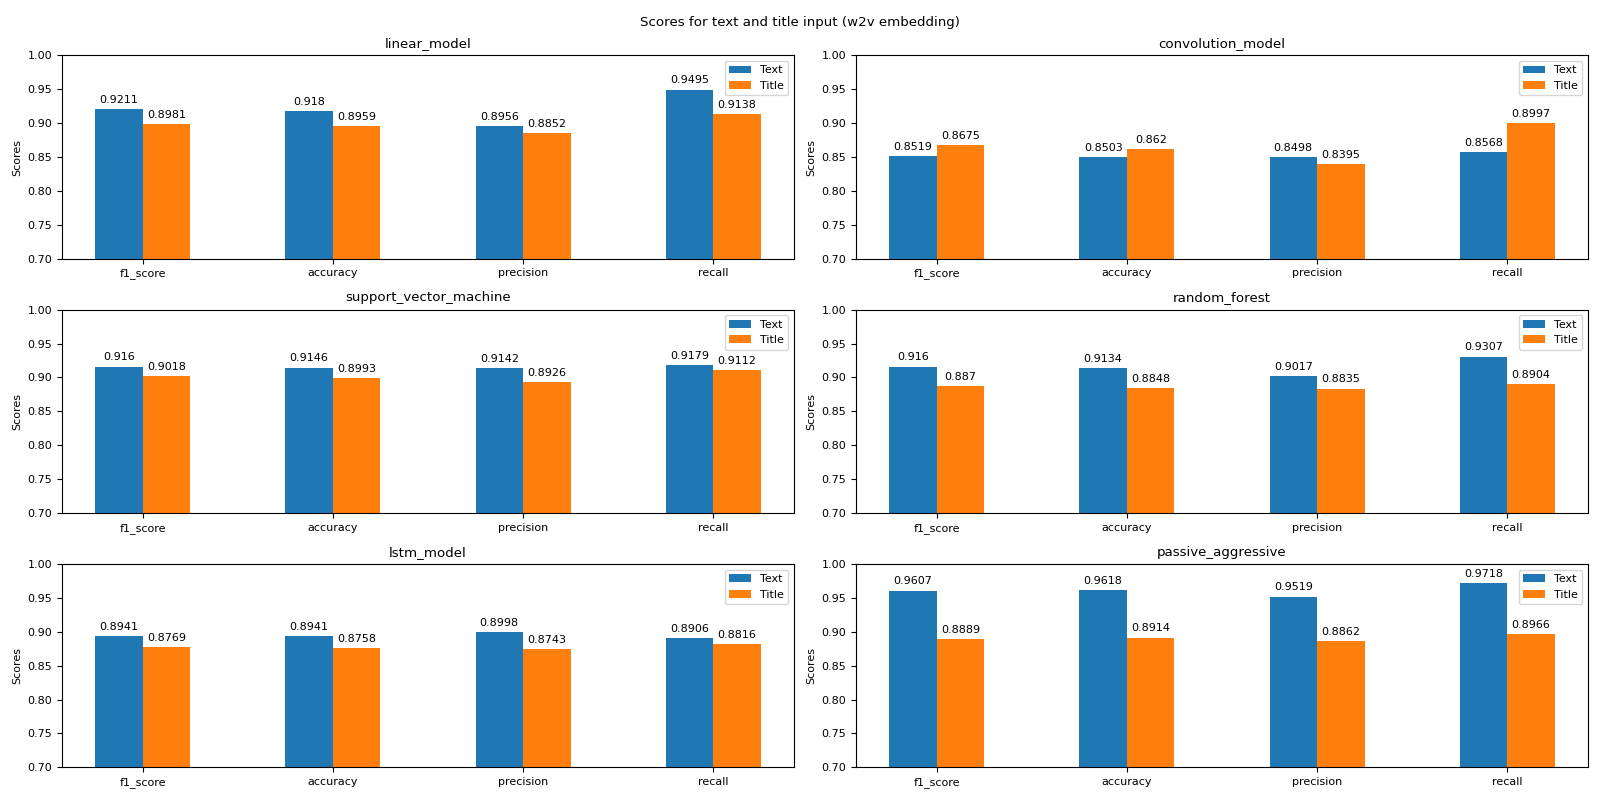 Scores for text and title input (w2v embedding)
linear_model
Scores
1.00
0.95
0.90
0.85
0.80
0.75
0.70
0.9211
0.8981
0.918
0.8959
0.8956
0.8852
0.9495
0.9138
Text
Title
f1_score
accuracy
precision
recall
convolution_model
Scores
1.00
0.95
0.90
0.85
0.80
0.75
0.70
0.8519
0.8675
0.8503
0.862
0.8498
0.8395
0.8568
0.8997
Text
Title
f1_score
accuracy
precision
recall
support_vector_machine
Scores
1.00
0.95
0.90
0.85
0.80
0.75
0.70
0.916
0.9018
0.9146
0.8993
0.9142
0.8926
0.9179
0.9112
Text
Title
f1_score
accuracy
precision
recall
random_forest
Scores
1.00
0.95
0.90
0.85
0.80
0.75
0.70
0.916
0.887
0.9134
0.8848
0.9017
0.8835
0.9307
0.8904
Text
Title
f1_score
accuracy
precision
recall
lstm_model
Scores
1.00
0.95
0.90
0.85
0.80
0.75
0.70
0.8941
0.8769
0.8941
0.8758
0.8998
0.8743
0.8906
0.8816
Text
Title
f1_score
accuracy
precision
recall
passive_aggressive
Scores
1.00
0.95
0.90
0.85
0.80
0.75
0.70
0.9607
0.8889
0.9618
0.8914
0.9519
0.8862
0.9718
0.8966
Text
Title
f1_score
accuracy
precision
recall